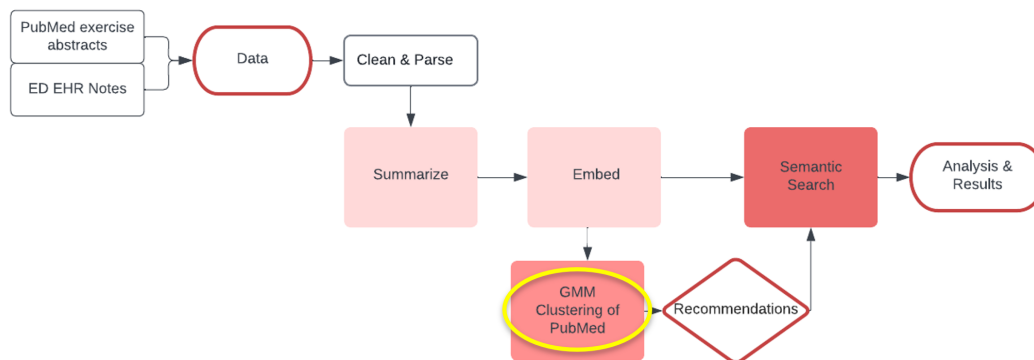 PubMed exercise
abstracts
ED EHR Notes
Data
Clean & Parse
Summarize
Embed
Semantic
Search
Analysis &
Results
GMM
Clustering of
PubMed
Recommendations